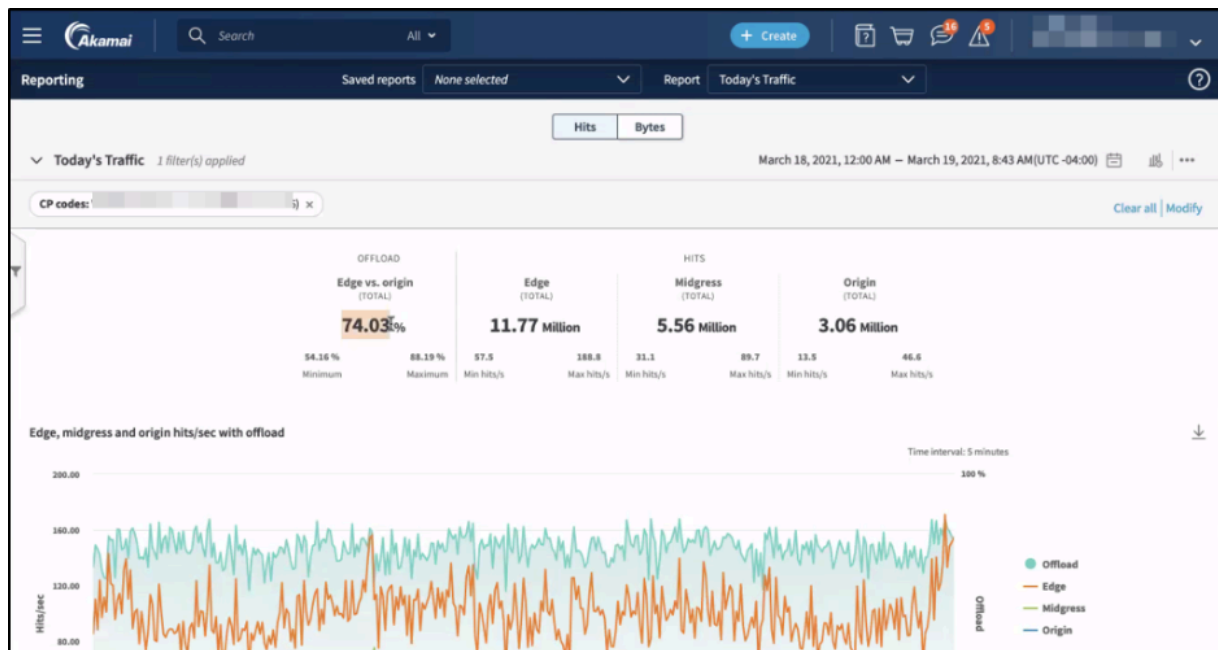 Akamai Search All + Create ? 16 5
Reporting Saved reports None selected Report Today's Traffic ?
Hits Bytes
Today's Traffic 1 filter(s) applied March 18, 2021, 12:00 AM — March 19, 2021, 8:43 AM(UTC -04:00)
CP codes: ×
Clear all | Modify
OFFLOAD HITS
Edge vs. origin Edge Midgress Origin
(TOTAL) (TOTAL) (TOTAL) (TOTAL)
74.03% 11.77 Million 5.56 Million 3.06 Million
54.16 % 88.19 % 57.5 188.8 31.1 89.7 13.5 46.6
Minimum Maximum Min hits/s Max hits/s Min hits/s Max hits/s Min hits/s Max hits/s
Edge, midgress and origin hits/sec with offload
Time interval: 5 minutes
200.00 100 %
160.00
120.00
80.00
Hits/sec
Offload
Offload
Edge
Midgress
Origin